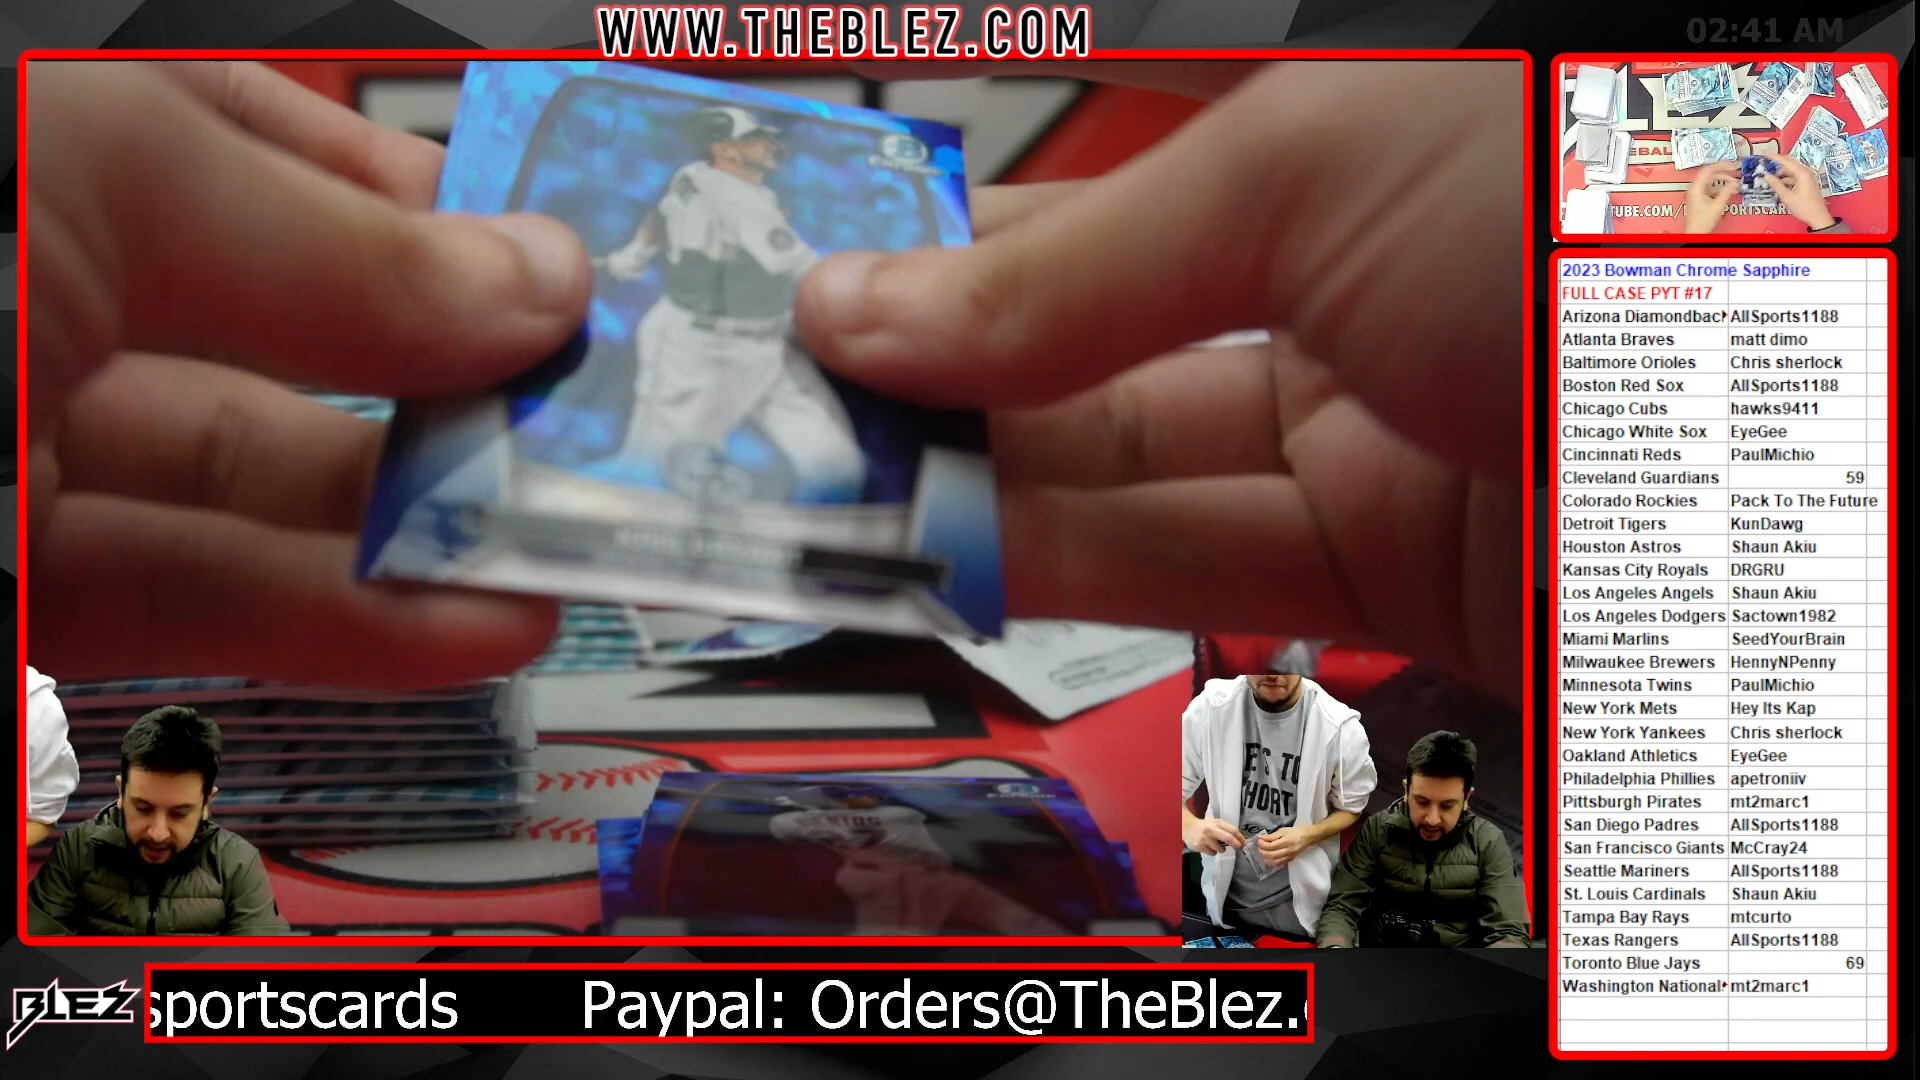 WWW.THEBLEZ.COM
02:41 AM
Chrome
EBAL
TUBE.COM/
PORTSCAR
2023 Bowman Chrome Sapphire
FULL CASE PYT #17
Arizona Diamondbac AllSports1188
Atlanta Braves matt dimo
Baltimore Orioles Chris sherlock
Boston Red Sox AllSports1188
Chicago Cubs hawks9411
Chicago White Sox EyeGee
Cincinnati Reds PaulMichio
Cleveland Guardians 59
Colorado Rockies Pack To The Future
Detroit Tigers KunDawg
Houston Astros Shaun Akiu
Kansas City Royals DRGRU
Los Angeles Angels Shaun Akiu
Los Angeles Dodgers Sactown1982
Miami Marlins SeedYourBrain
Milwaukee Brewers HennyNPenny
Minnesota Twins PaulMichio
New York Mets Hey Its Kap
New York Yankees Chris sherlock
Oakland Athletics EyeGee
Philadelphia Phillies apetroniiv
Pittsburgh Pirates mt2marc1
San Diego Padres AllSports1188
San Francisco Giants McCray24
Seattle Mariners AllSports1188
St. Louis Cardinals Shaun Akiu
Tampa Bay Rays mtcurto
Texas Rangers AllSports1188
Toronto Blue Jays 69
Washington National mt2marc1
Chrome
BLEZ
sportscards Paypal: Orders@TheBlez.